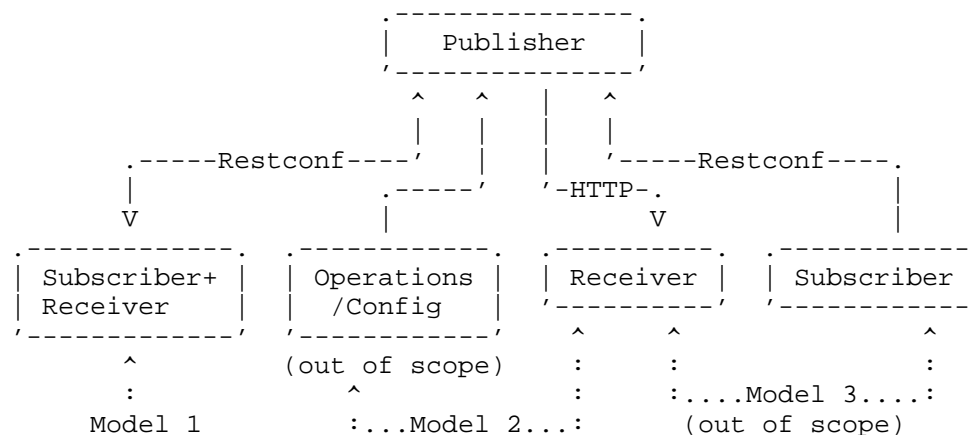 Publisher
Restconf Restconf
HTTP
Subscriber+ Operations Receiver Subscriber
Receiver /Config
(out of scope)
Model 3
Model 1 Model 2 (out of scope)